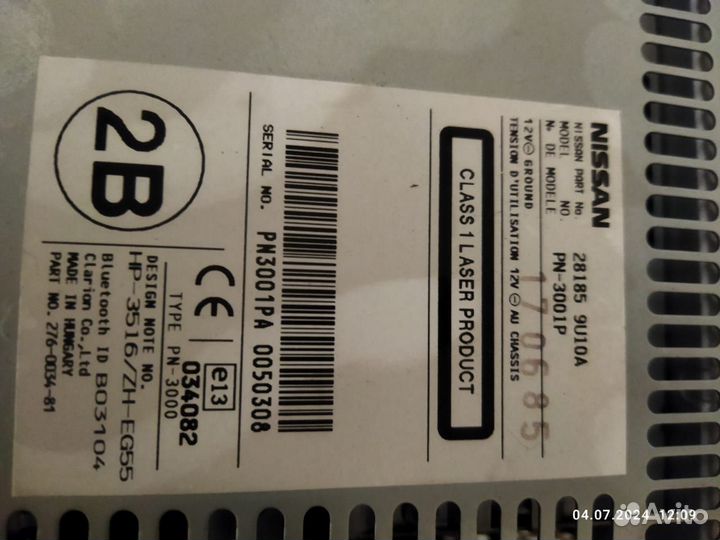 NISSAN
NISSAN PART No. 28185 9U10A
MODEL NO. PN-3001P
No DE MODELE
12V⊖ GROUND
TENSION D'UTILISATION 12V ⊖ AU CHASSIS
170685
CLASS 1 LASER PRODUCT
SERIAL NO. PN3001PA 0050308
2B
CE e13 034082
TYPE PN-3000
DESIGN NOTE NO.
HP-3516/ZH-EG55
Bluetooth ID B03104
Clarion Co.,Ltd
MADE IN HUNGARY
PART NO. 276-0034-81
04.07.2024 12:09
Avito